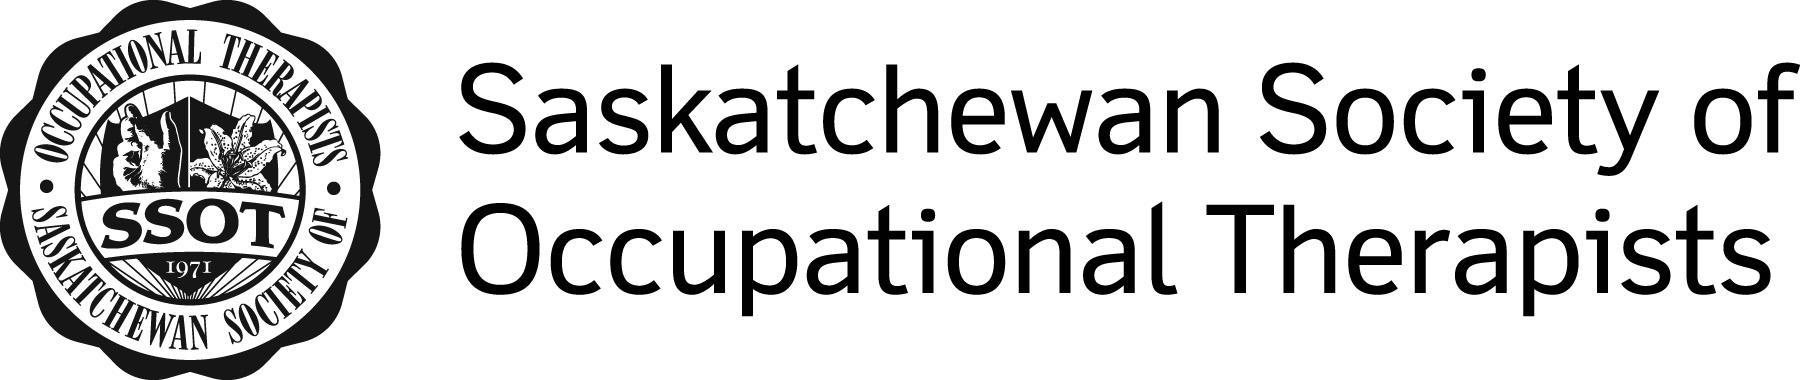 OCCUPATIONAL THERAPISTS
SSOT
1971
SASKATCHEWAN SOCIETY OF
Saskatchewan Society of
Occupational Therapists